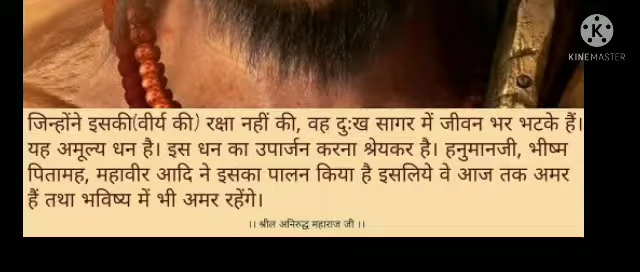 KINEMASTER
जिन्होंने इसकी(वीर्य की) रक्षा नहीं की, वह दुःख सागर में जीवन भर भटके हैं।
यह अमूल्य धन है। इस धन का उपार्जन करना श्रेयकर है। हनुमानजी, भीष्म
पितामह, महावीर आदि ने इसका पालन किया है इसलिये वे आज तक अमर
हैं तथा भविष्य में भी अमर रहेंगे।
।। श्रील अनिरुद्ध महाराज जी ।।